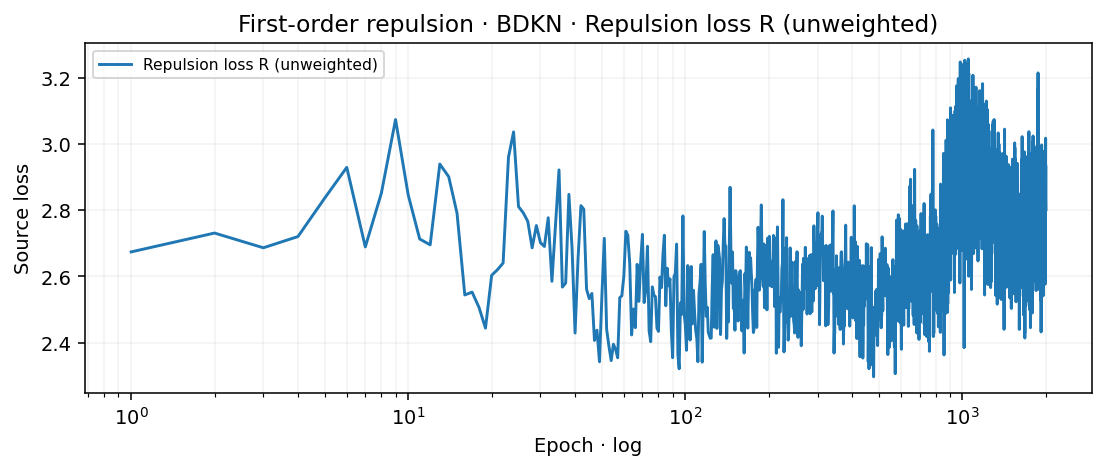 First-order repulsion · BDKN · Repulsion loss R (unweighted)
Repulsion loss R (unweighted)
Source loss
3.2
3.0
2.8
2.6
2.4
10⁰ 10¹ 10² 10³
Epoch · log